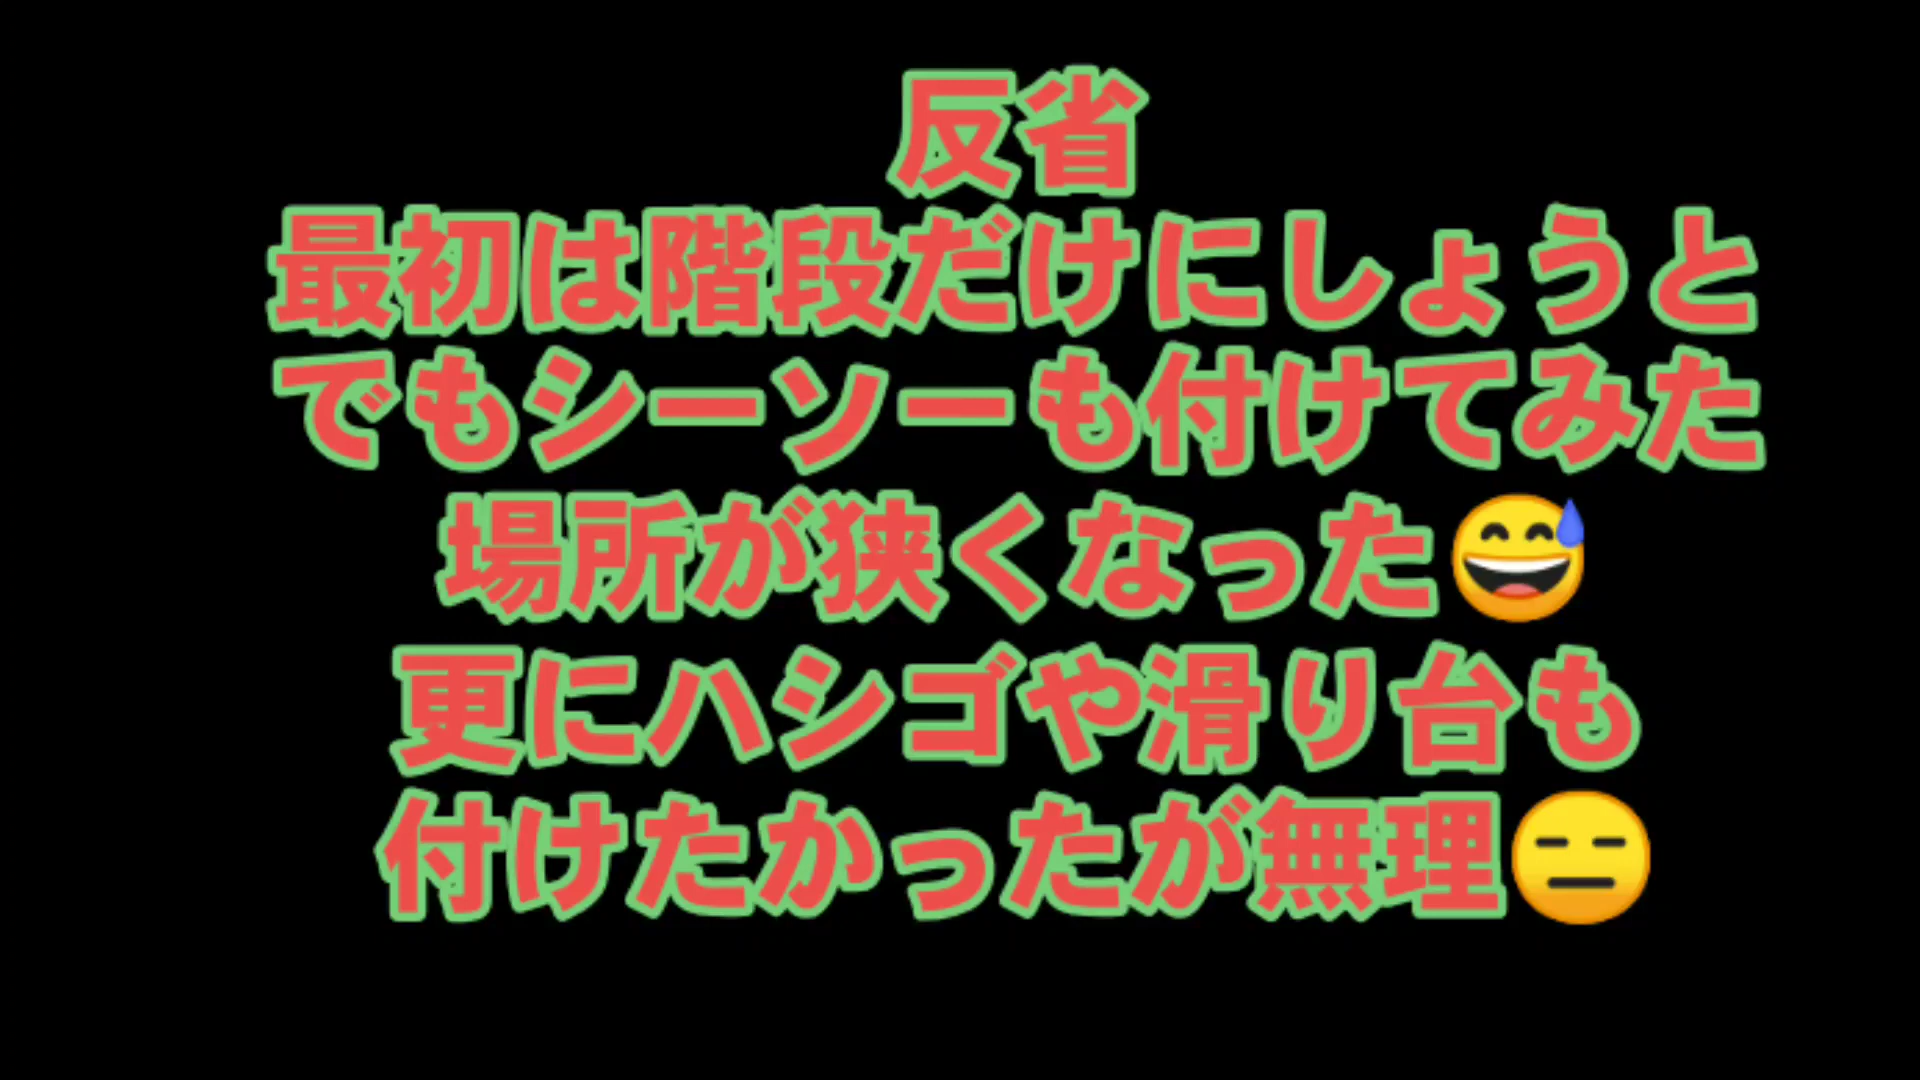 反省
最初は階段だけにしょうと
でもシーソーも付けてみた
場所が狭くなった😅
更にハシゴや滑り台も
付けたかったが無理😑